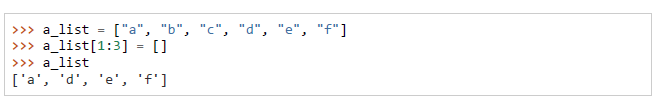 >>> a_list = ["a", "b", "c", "d", "e", "f"]
>>> a_list[1:3] = []
>>> a_list
['a', 'd', 'e', 'f']